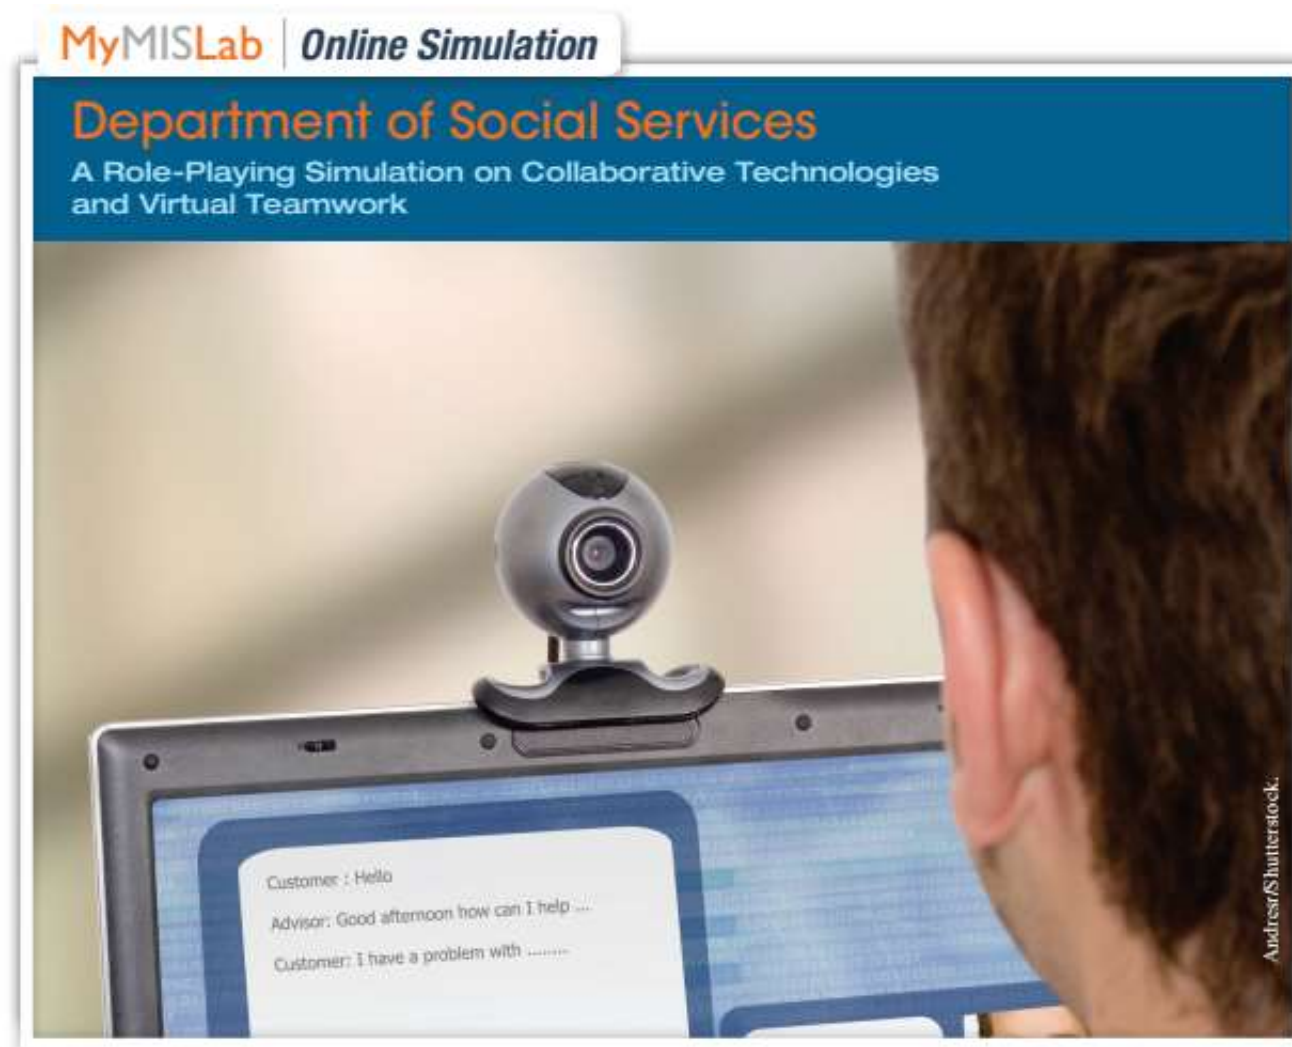 MyMISLab | Online Simulation
Department of Social Services
A Role-Playing Simulation on Collaborative Technologies
and Virtual Teamwork
Customer : Hello
Advisor: Good afternoon how can I help ...
Customer: I have a problem with ........
Andresr/Shutterstock.